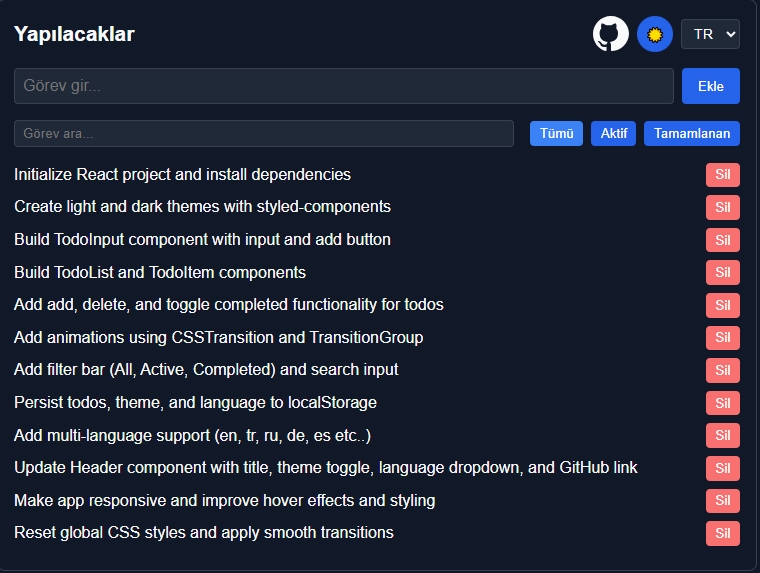 Yapılacaklar
TR
Görev gir...
Ekle
Görev ara...
Tümü
Aktif
Tamamlanan
Initialize React project and install dependencies
Sil
Create light and dark themes with styled-components
Sil
Build TodoInput component with input and add button
Sil
Build TodoList and TodoItem components
Sil
Add add, delete, and toggle completed functionality for todos
Sil
Add animations using CSSTransition and TransitionGroup
Sil
Add filter bar (All, Active, Completed) and search input
Sil
Persist todos, theme, and language to localStorage
Sil
Add multi-language support (en, tr, ru, de, es etc..)
Sil
Update Header component with title, theme toggle, language dropdown, and GitHub link
Sil
Make app responsive and improve hover effects and styling
Sil
Reset global CSS styles and apply smooth transitions
Sil